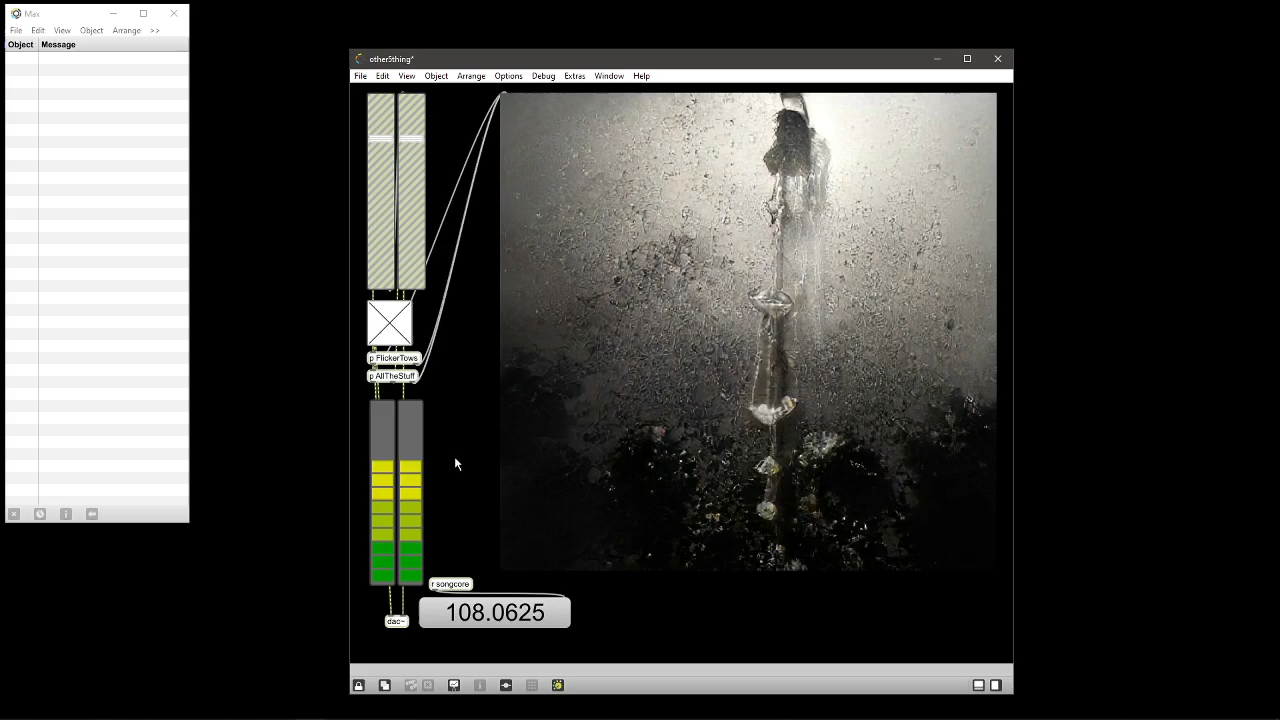 Max
File Edit View Object Arrange >>
Object Message
other5thing*
File Edit View Object Arrange Options Debug Extras Window Help
p FlickerTows
p AllTheStuff
r songcore
108.0625
dac~